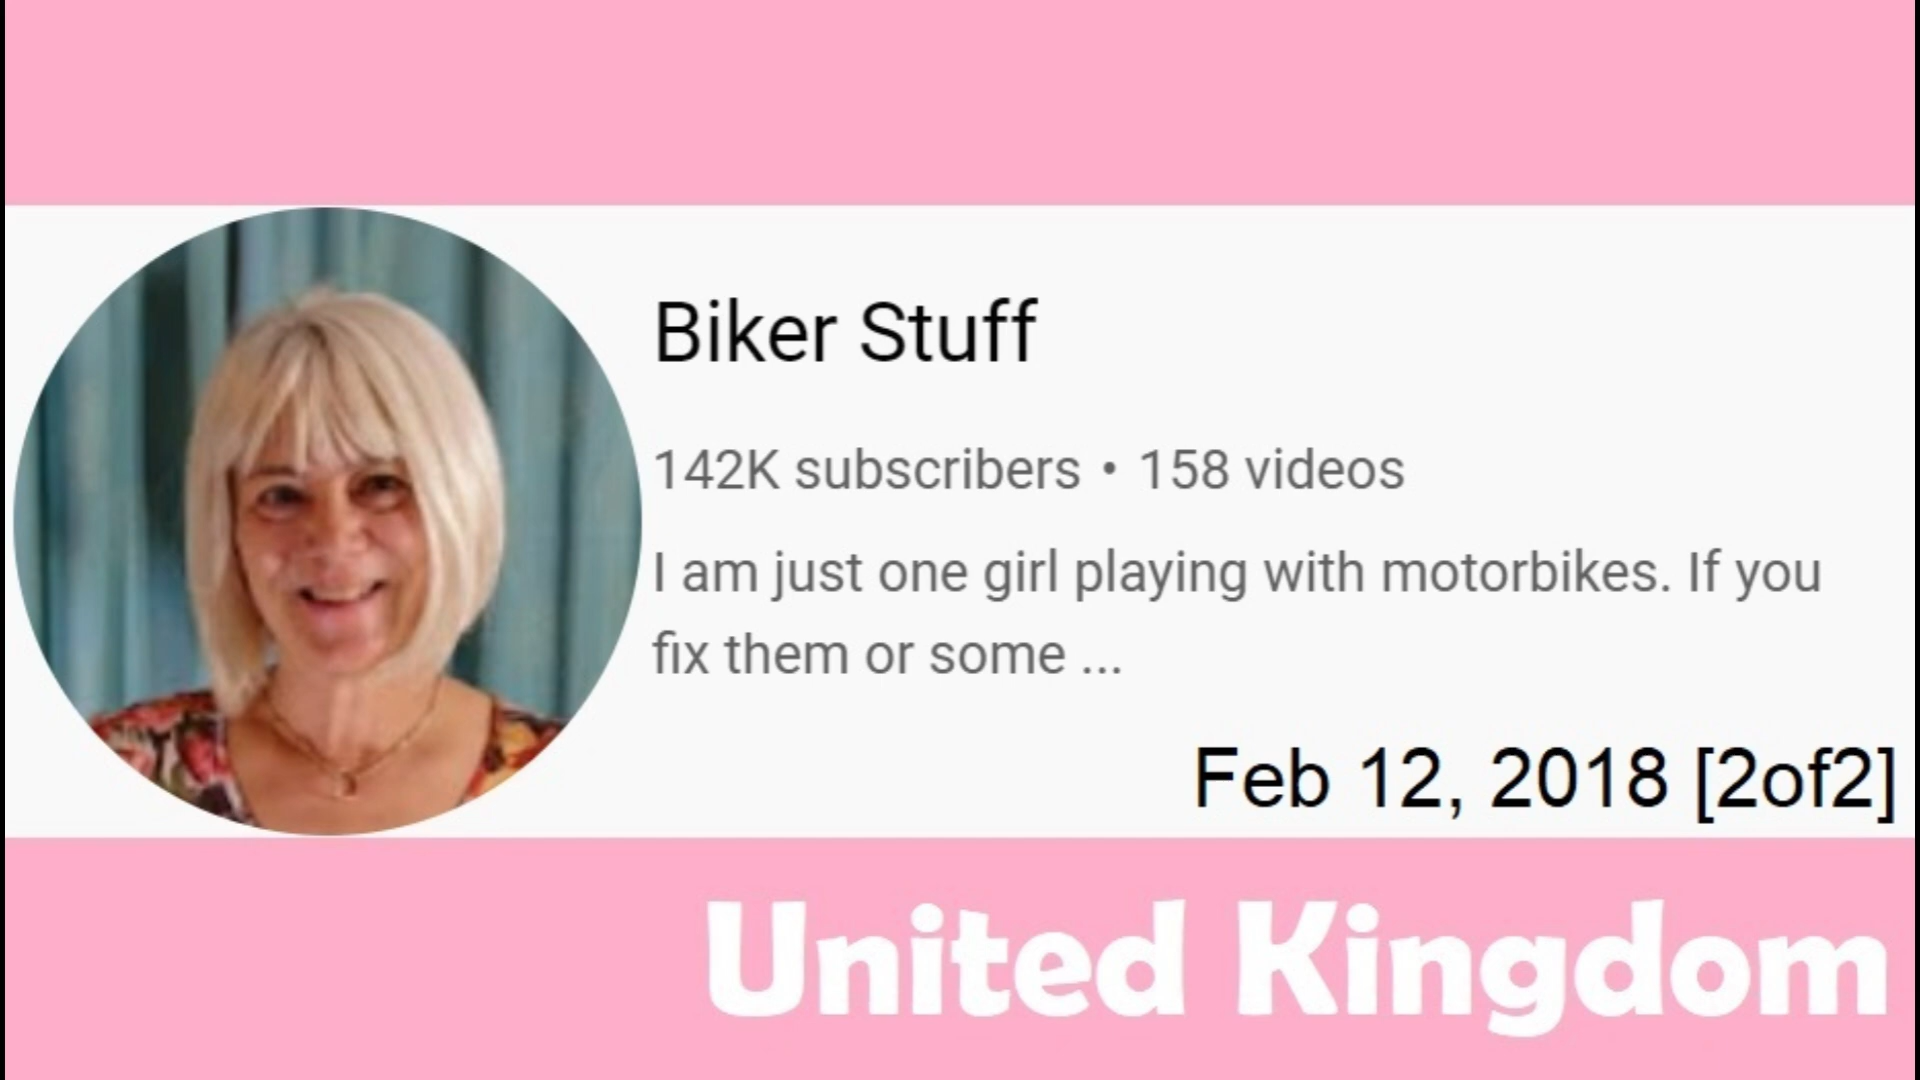 Biker Stuff
142K subscribers • 158 videos
I am just one girl playing with motorbikes. If you
fix them or some ...
Feb 12, 2018 [2of2]
United Kingdom